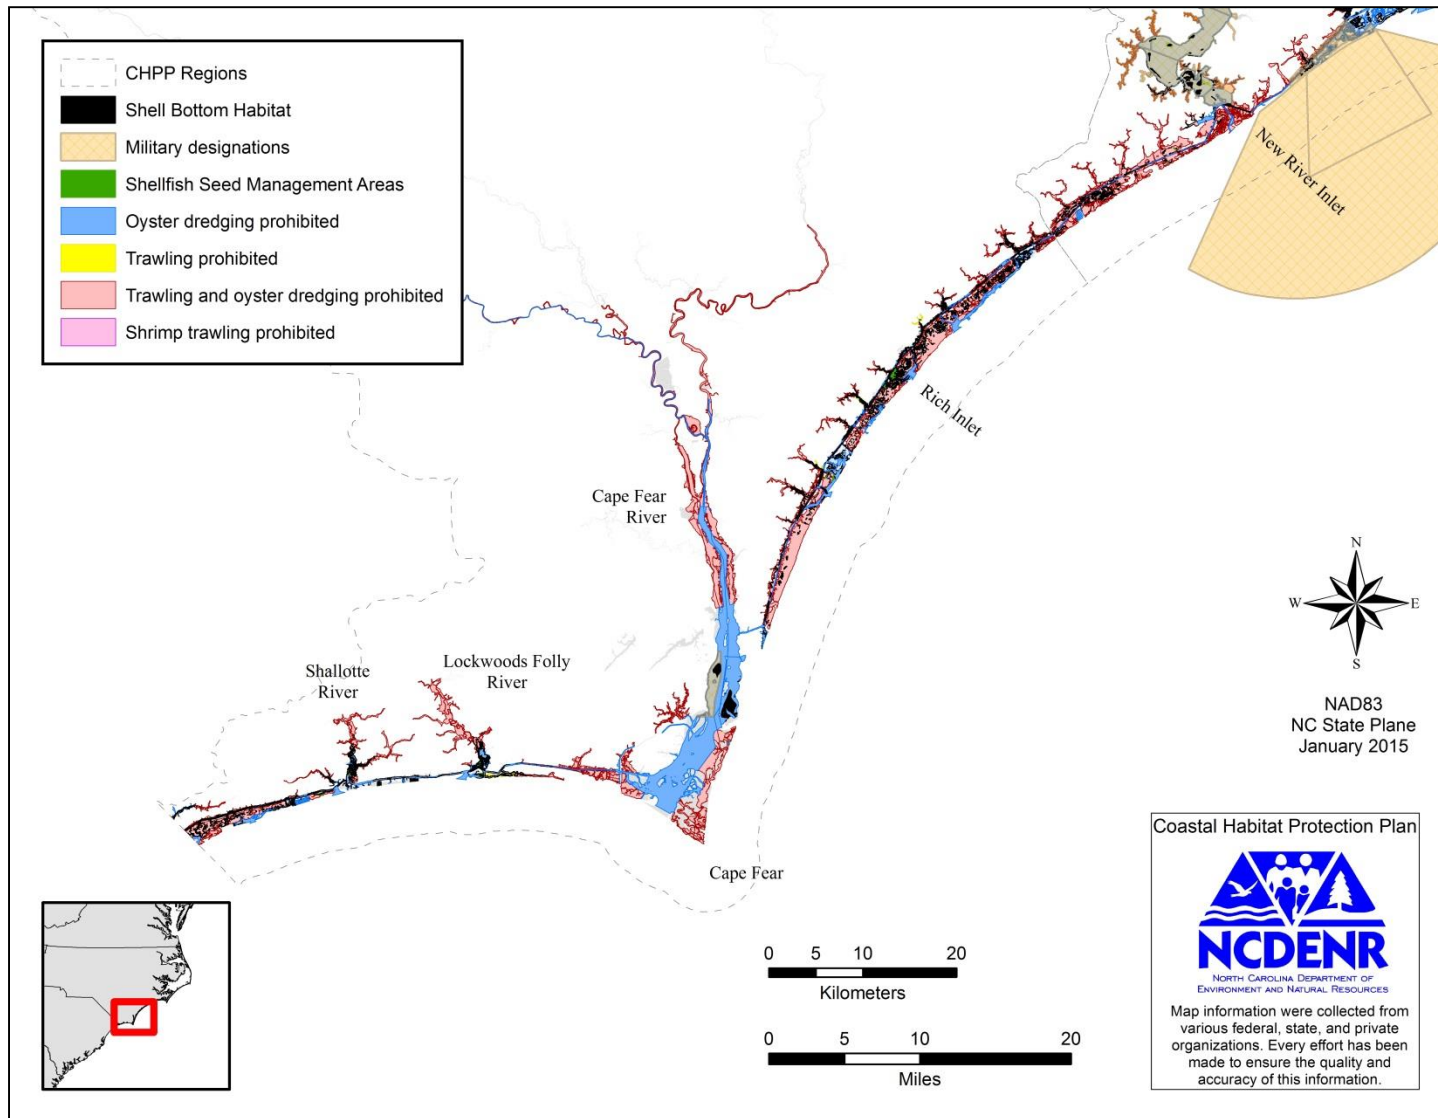 CHPP Regions
Shell Bottom Habitat
Military designations
Shellfish Seed Management Areas
Oyster dredging prohibited
Trawling prohibited
Trawling and oyster dredging prohibited
Shrimp trawling prohibited
New River Inlet
Rich Inlet
Cape Fear
River
Shallotte
River
Lockwoods Folly
River
Cape Fear
N
W
E
S
NAD83
NC State Plane
January 2015
0 5 10 20
Kilometers
0 5 10 20
Miles
Coastal Habitat Protection Plan
NCDENR
NORTH CAROLINA DEPARTMENT OF
ENVIRONMENT AND NATURAL RESOURCES
Map information were collected from
various federal, state, and private
organizations. Every effort has been
made to ensure the quality and
accuracy of this information.